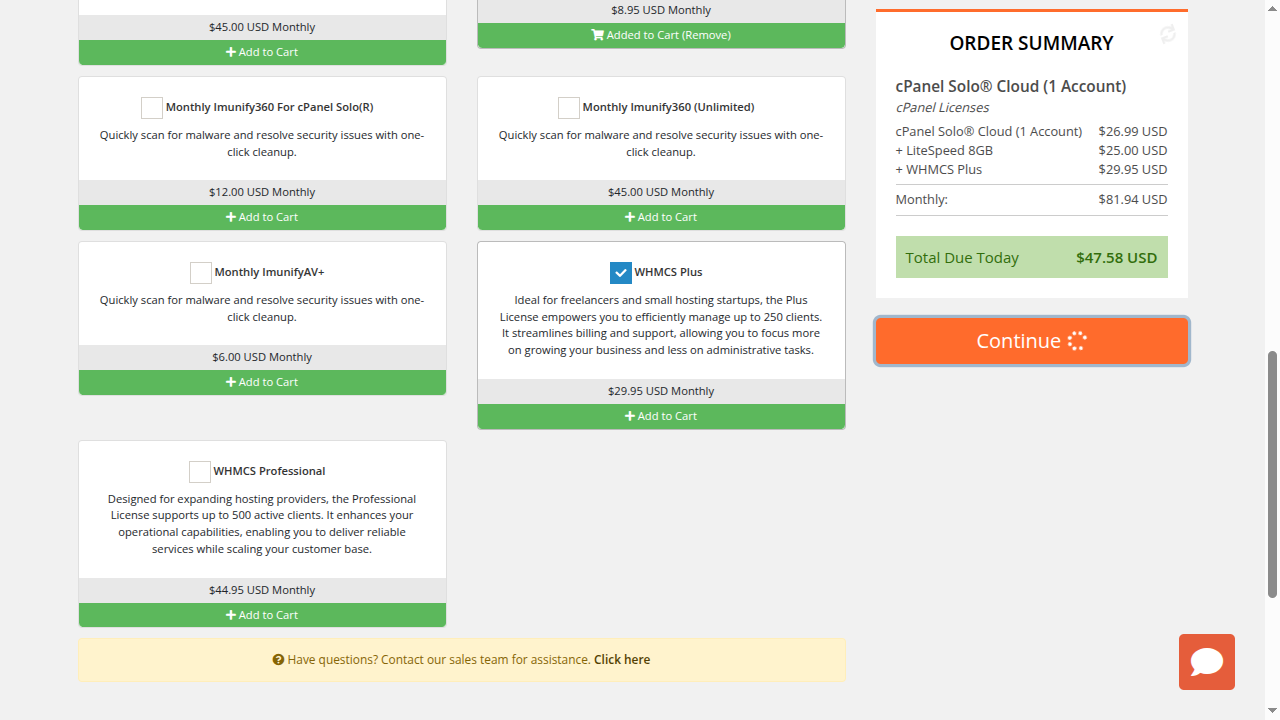 $45.00 USD Monthly
Add to Cart
$8.95 USD Monthly
Added to Cart (Remove)
Monthly Imunify360 For cPanel Solo(R)
Quickly scan for malware and resolve security issues with one-
click cleanup.
$12.00 USD Monthly
Add to Cart
Monthly Imunify360 (Unlimited)
Quickly scan for malware and resolve security issues with one-
click cleanup.
$45.00 USD Monthly
Add to Cart
Monthly ImunifyAV+
Quickly scan for malware and resolve security issues with one-
click cleanup.
$6.00 USD Monthly
Add to Cart
WHMCS Plus
Ideal for freelancers and small hosting startups, the Plus
License empowers you to efficiently manage up to 250 clients.
It streamlines billing and support, allowing you to focus more
on growing your business and less on administrative tasks.
$29.95 USD Monthly
Add to Cart
WHMCS Professional
Designed for expanding hosting providers, the Professional
License supports up to 500 active clients. It enhances your
operational capabilities, enabling you to deliver reliable
services while scaling your customer base.
$44.95 USD Monthly
Add to Cart
Have questions? Contact our sales team for assistance. Click here
ORDER SUMMARY
cPanel Solo® Cloud (1 Account)
cPanel Licenses
cPanel Solo® Cloud (1 Account) $26.99 USD
+ LiteSpeed 8GB $25.00 USD
+ WHMCS Plus $29.95 USD
Monthly: $81.94 USD
Total Due Today $47.58 USD
Continue